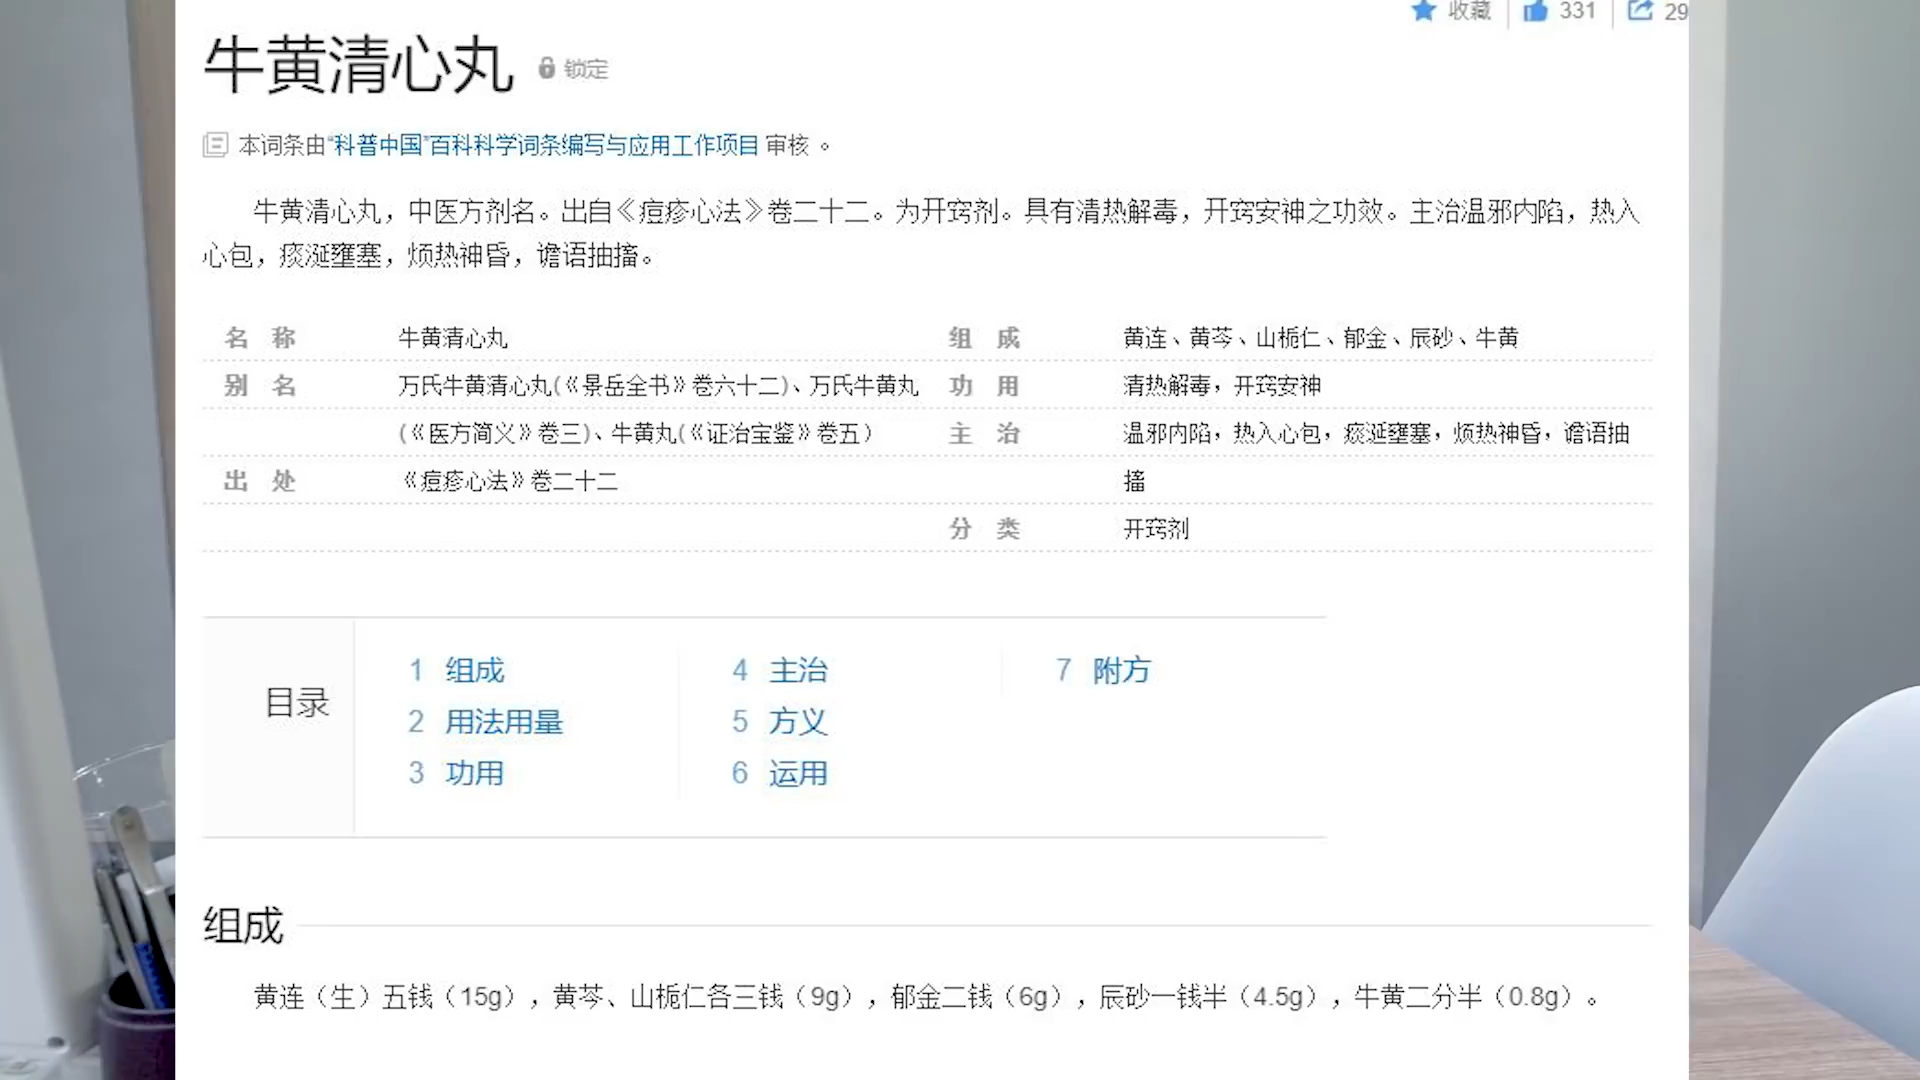 收藏 331 29
牛黄清心丸 锁定
本词条由“科普中国”百科科学词条编写与应用工作项目 审核 。
牛黄清心丸，中医方剂名。出自《痘疹心法》卷二十二。为开窍剂。具有清热解毒，开窍安神之功效。主治温邪内陷，热入
心包，痰涎壅塞，烦热神昏，谵语抽搐。
名 称 牛黄清心丸
别 名 万氏牛黄清心丸(《景岳全书》卷六十二)、万氏牛黄丸
(《医方简义》卷三)、牛黄丸(《证治宝鉴》卷五）
出 处 《痘疹心法》卷二十二
组 成 黄连、黄芩、山栀仁、郁金、辰砂、牛黄
功 用 清热解毒，开窍安神
主 治 温邪内陷，热入心包，痰涎壅塞，烦热神昏，谵语抽
搐
分 类 开窍剂
目录
1 组成
2 用法用量
3 功用
4 主治
5 方义
6 运用
7 附方
组成
黄连（生）五钱（15g），黄芩、山栀仁各三钱（9g），郁金二钱（6g），辰砂一钱半（4.5g），牛黄二分半（0.8g）。